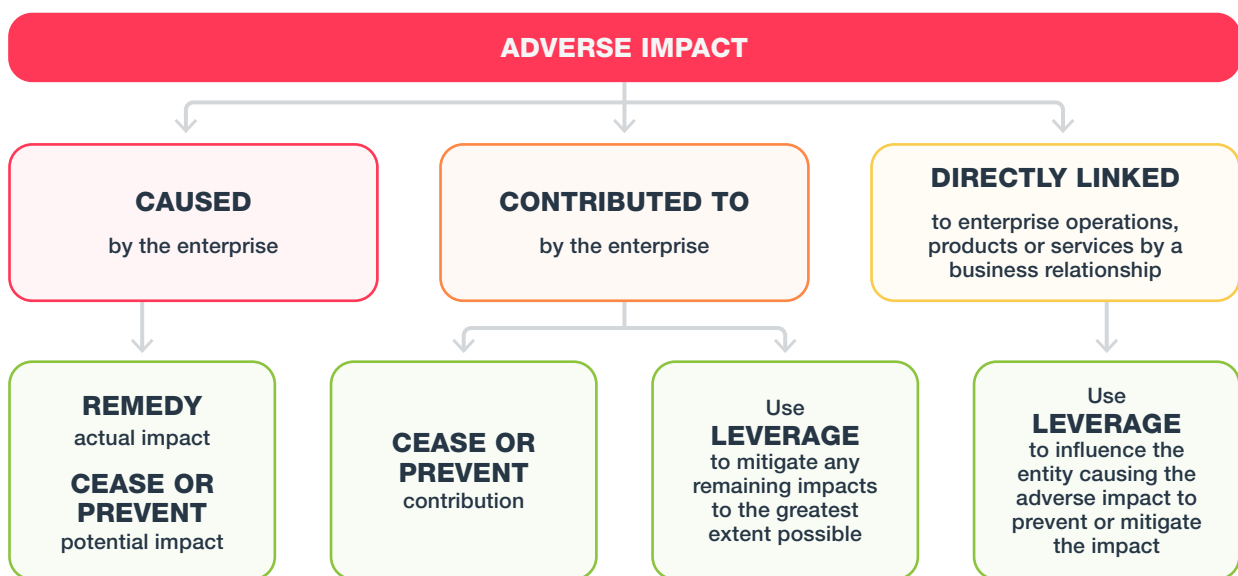 ADVERSE IMPACT
CAUSED
by the enterprise
CONTRIBUTED TO
by the enterprise
DIRECTLY LINKED
to enterprise operations,
products or services by a
business relationship
REMEDY
actual impact
CEASE OR
PREVENT
potential impact
CEASE OR
PREVENT
contribution
Use
LEVERAGE
to mitigate any
remaining impacts
to the greatest
extent possible
Use
LEVERAGE
to influence the
entity causing the
adverse impact to
prevent or mitigate
the impact